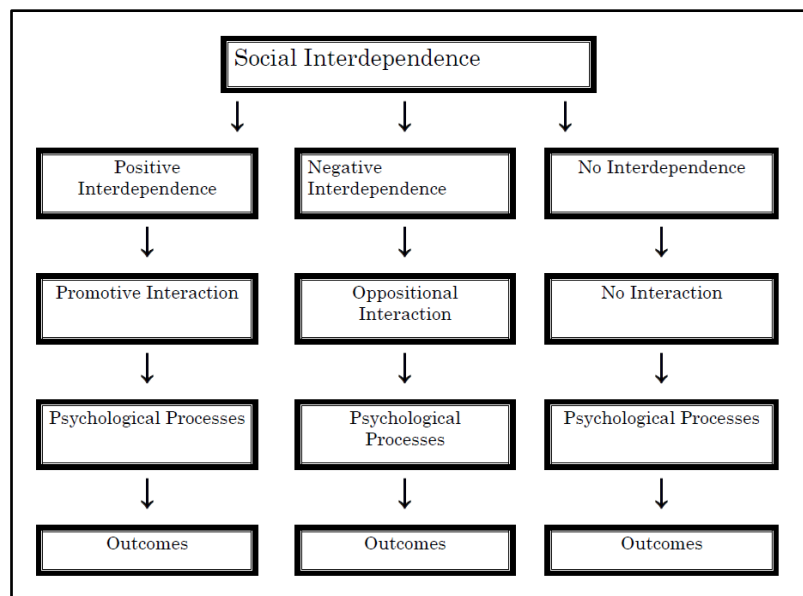 Social Interdependence
Positive
Interdependence
Negative
Interdependence
No Interdependence
Promotive Interaction
Oppositional
Interaction
No Interaction
Psychological Processes
Psychological
Processes
Psychological Processes
Outcomes
Outcomes
Outcomes